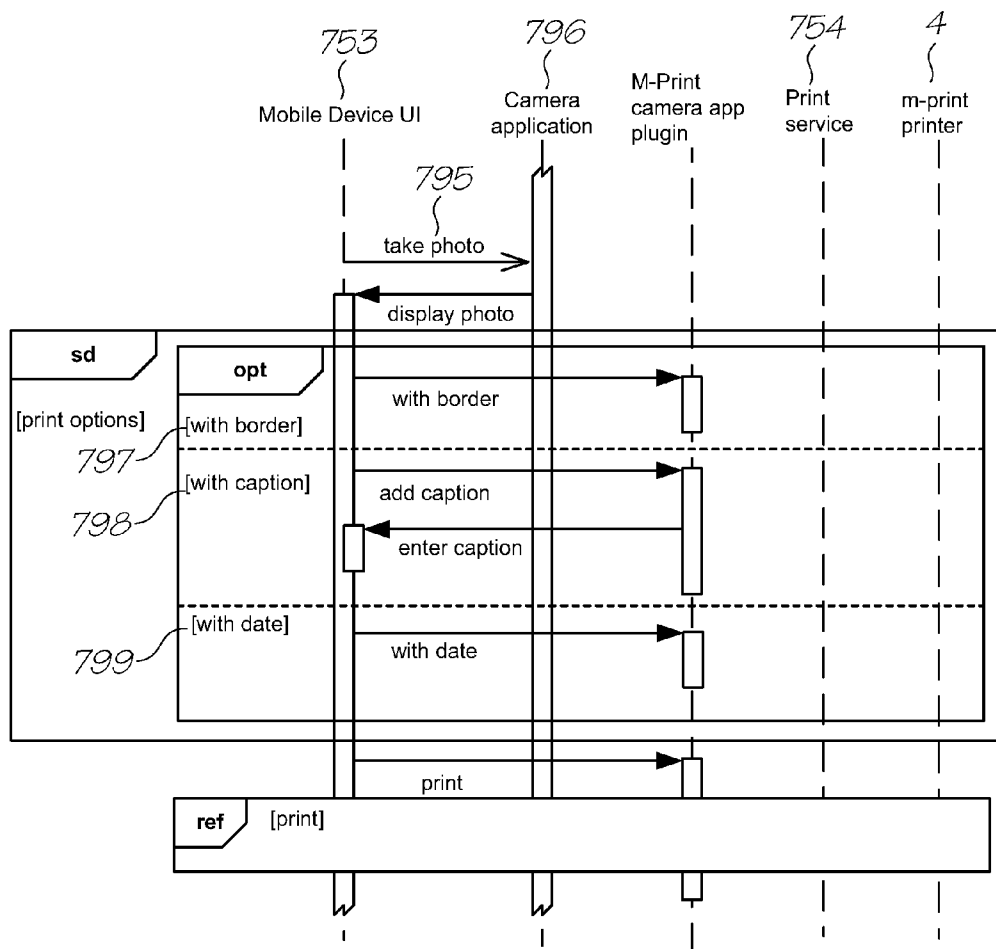 753
796
754
4
Mobile Device UI
Camera
application
M-Print
camera app
plugin
Print
service
m-print
printer
795
take photo
display photo
sd
opt
with border
[print options]
[with border]
797
[with caption]
add caption
798
enter caption
[with date]
with date
799
print
ref
[print]